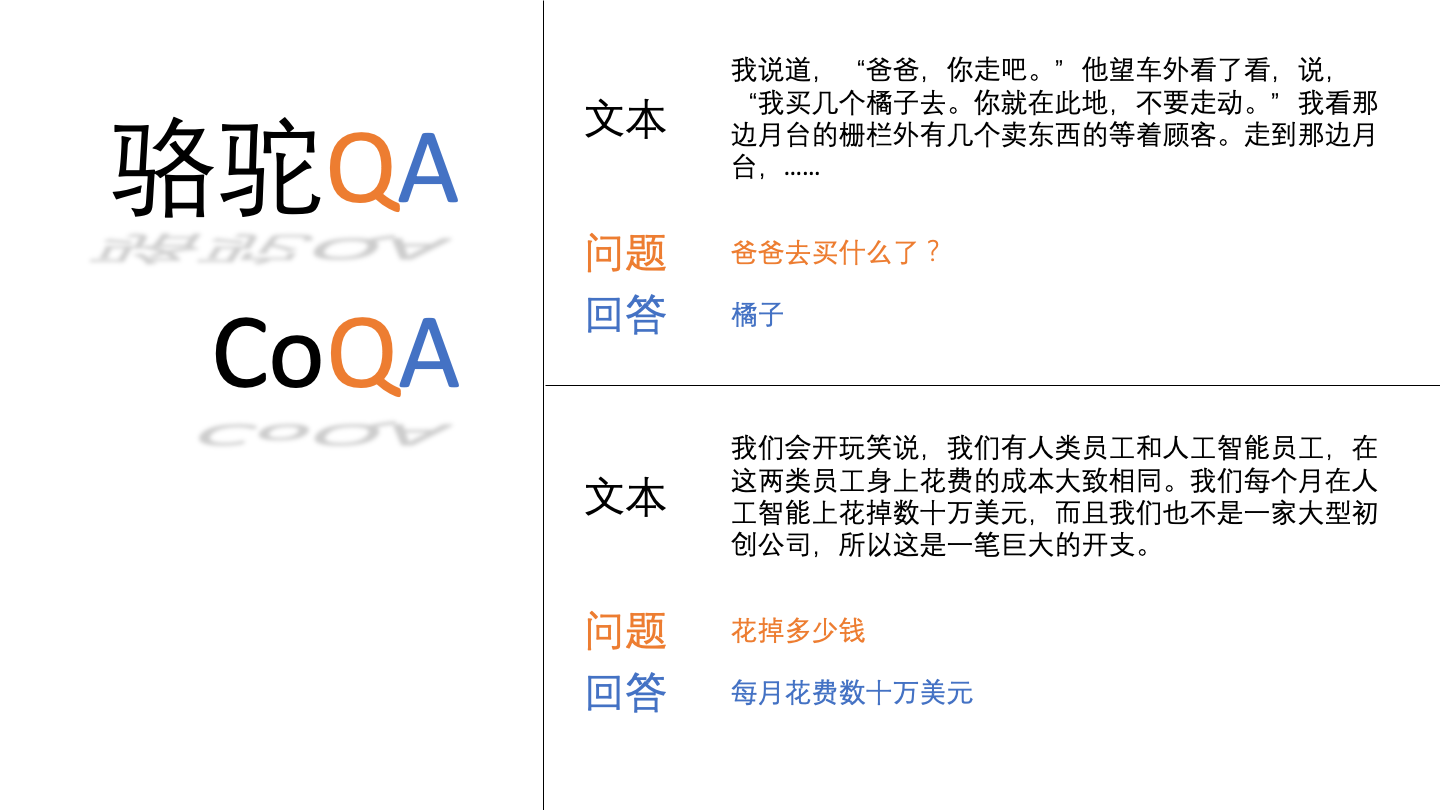 骆驼QA
CoQA
文本
我说道，“爸爸，你走吧。”他望车外看了看，说，
“我买几个橘子去。你就在此地，不要走动。”我看那
边月台的栅栏外有几个卖东西的等着顾客。走到那边月
台，……
问题
爸爸去买什么了？
回答
橘子
文本
我们会开玩笑说，我们有人类员工和人工智能员工，在
这两类员工身上花费的成本大致相同。我们每个月在人
工智能上花掉数十万美元，而且我们也不是一家大型初
创公司，所以这是一笔巨大的开支。
问题
花掉多少钱
回答
每月花费数十万美元